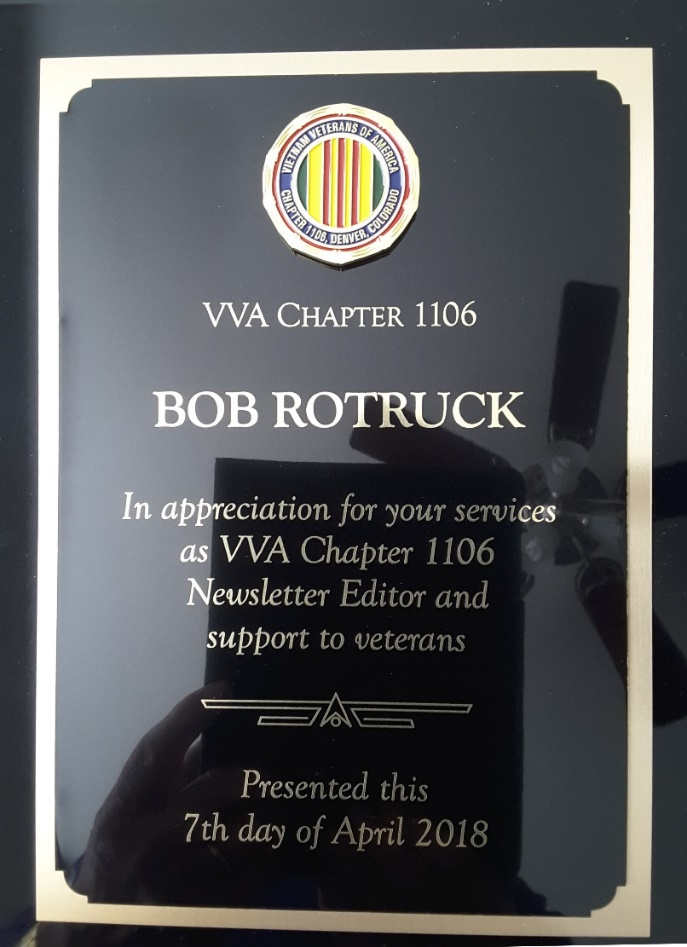 VIETNAM VETERANS OF AMERICA
CHAPTER 1106, DENVER, COLORADO
VVA CHAPTER 1106
BOB ROTRUCK
In appreciation for your services
as VVA Chapter 1106
Newsletter Editor and
support to veterans
Presented this
7th day of April 2018